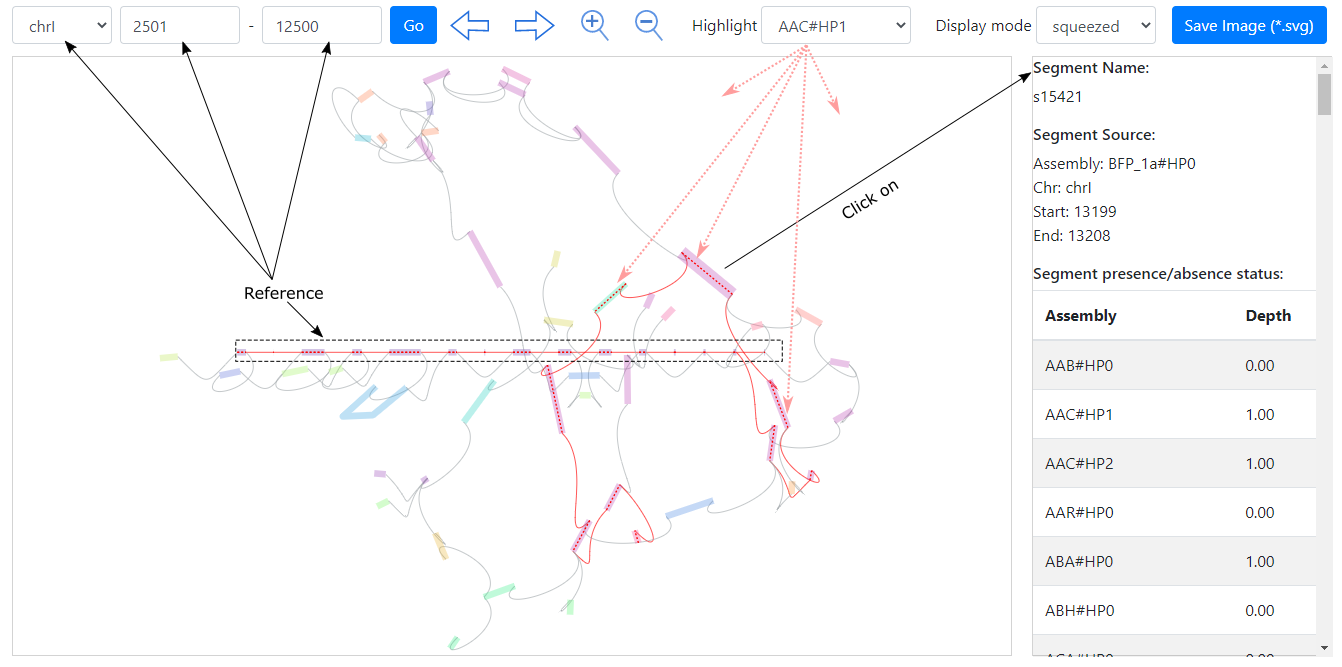 chrI 2501 - 12500 Go Highlight AAC#HP1 Display mode squeezed Save Image (*.svg)
Reference
Click on
Segment Name:
s15421
Segment Source:
Assembly: BFP_1a#HP0
Chr: chrI
Start: 13199
End: 13208
Segment presence/absence status:
Assembly Depth
AAB#HP0 0.00
AAC#HP1 1.00
AAC#HP2 1.00
AAR#HP0 0.00
ABA#HP0 1.00
ABH#HP0 0.00